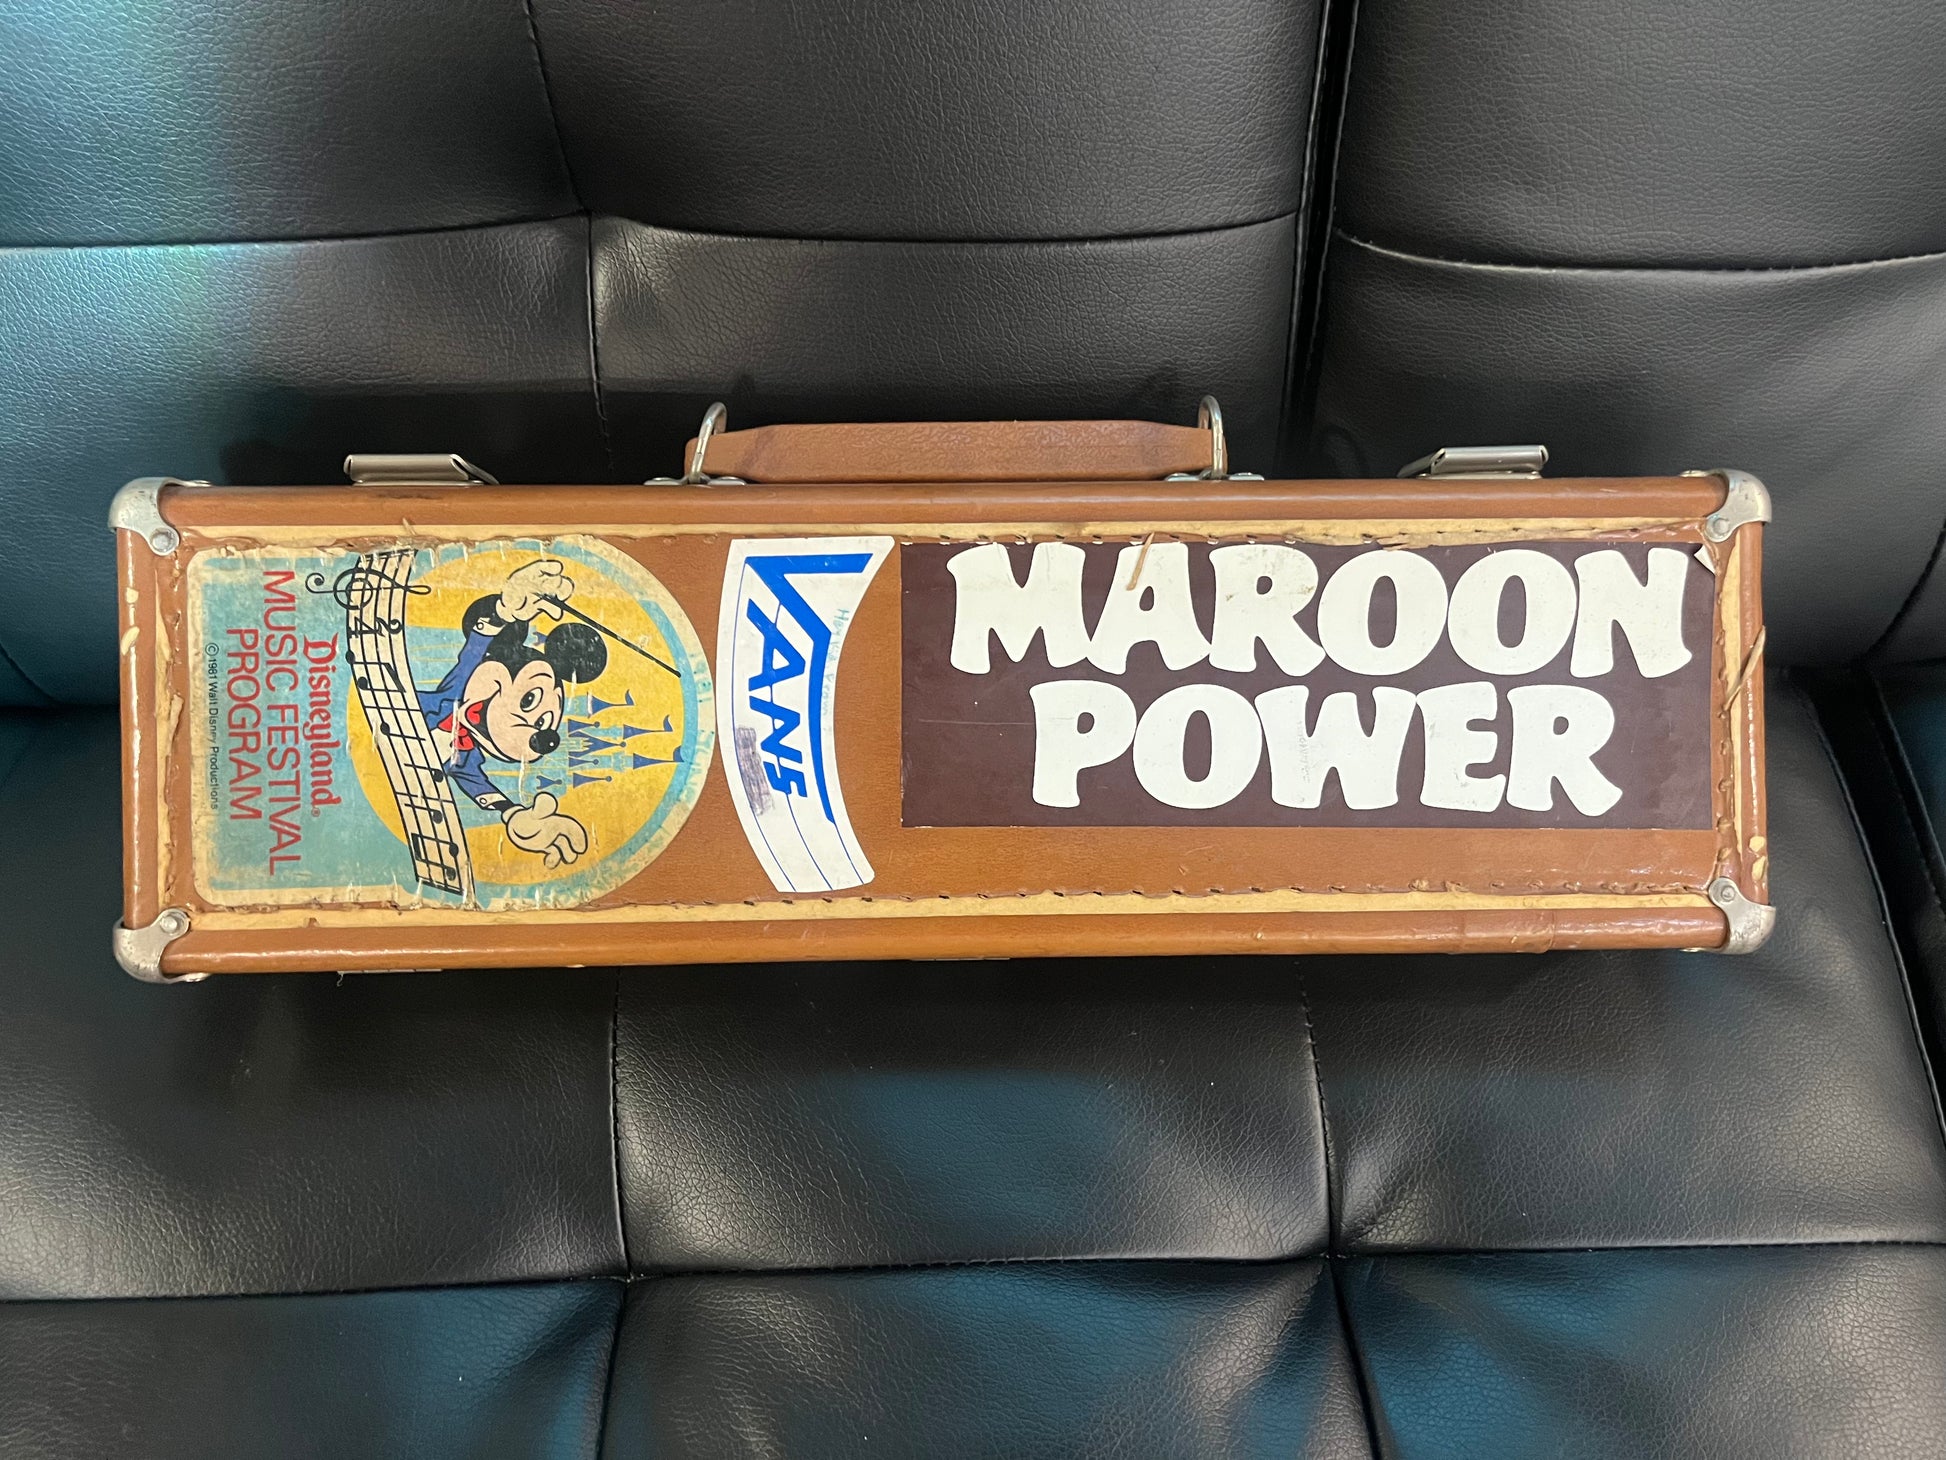 Disneyland®
MUSIC FESTIVAL
PROGRAM
©1981 Walt Disney Productions
VANS
MAROON
POWER